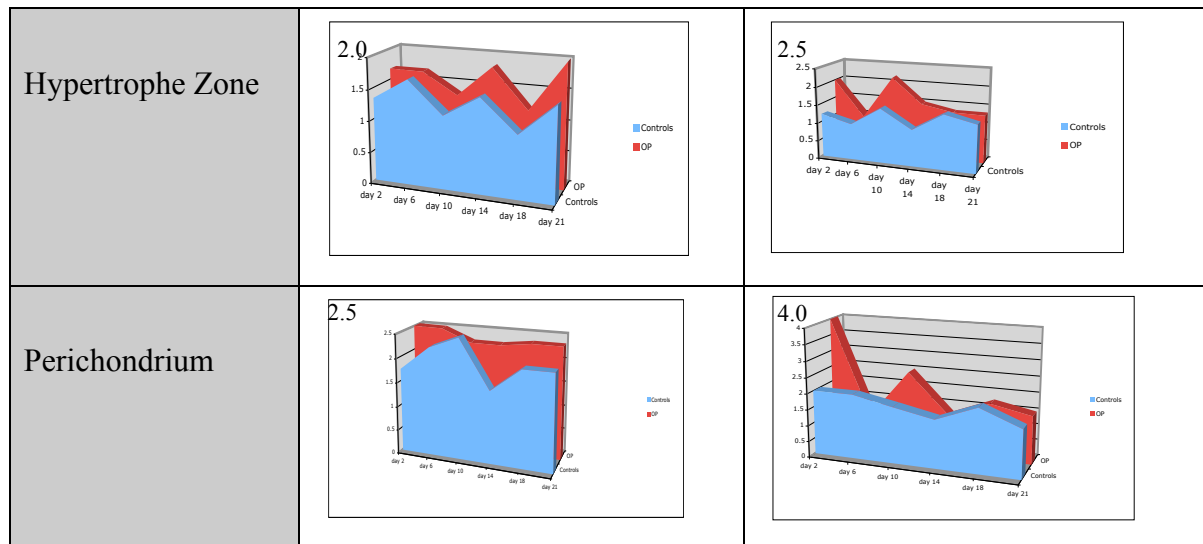 Hypertrophe Zone
2.0
2
1.5
1
0.5
0
day 2
day 6
day 10
day 14
day 18
day 21
OP
Controls
Controls
OP
2.5
2.5
2
1.5
1
0.5
0
day 2
day 6
day
10
day
14
day
18
day
21
Controls
Controls
OP
Perichondrium
2.5
2.5
2
1.5
1
0.5
0
day 2
day 6
day 10
day 14
day 18
day 21
OP
Controls
Controls
OP
4.0
4
3.5
3
2.5
2
1.5
1
0.5
0
day 2
day 6
day 10
day 14
day 18
day 21
OP
Controls
Controls
OP